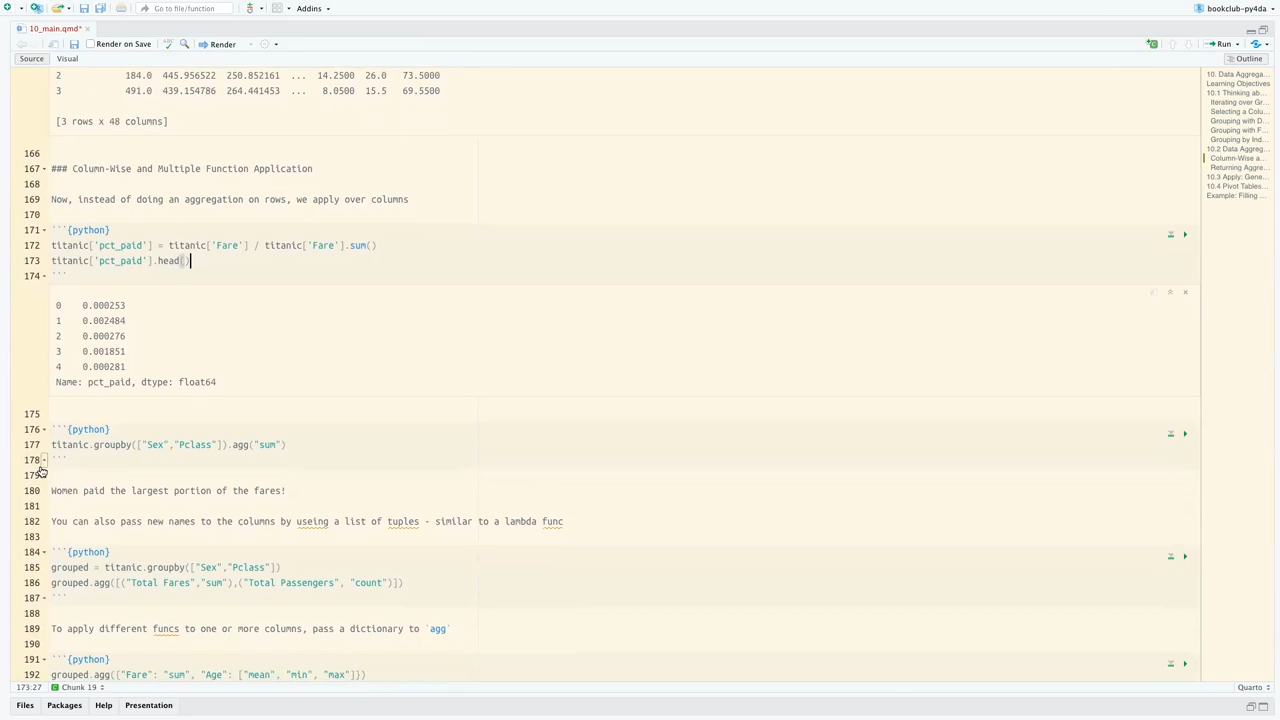 Go to file/function
Addins
bookclub-py4da
10_main.qmd*
Render on Save
Render
Run
Source
Visual
Outline
2         184.0  445.956522  250.852161  ...  14.2500  26.0  73.5000
3         491.0  439.154786  264.441453  ...   8.0500  15.5  69.5500
[3 rows x 48 columns]
166
167 ### Column-Wise and Multiple Function Application
168
169 Now, instead of doing an aggregation on rows, we apply over columns
170
171 ```{python}
172 titanic['pct_paid'] = titanic['Fare'] / titanic['Fare'].sum()
173 titanic['pct_paid'].head()
174 ```
0    0.000253
1    0.002484
2    0.000276
3    0.001851
4    0.000281
Name: pct_paid, dtype: float64
175
176 ```{python}
177 titanic.groupby(["Sex","Pclass"]).agg("sum")
178 ```
179
180 Women paid the largest portion of the fares!
181
182 You can also pass new names to the columns by useing a list of tuples - similar to a lambda func
183
184 ```{python}
185 grouped = titanic.groupby(["Sex","Pclass"])
186 grouped.agg([("Total Fares","sum"),("Total Passengers", "count")])
187 ```
188
189 To apply different funcs to one or more columns, pass a dictionary to `agg`
190
191 ```{python}
192 grouped.agg({"Fare": "sum", "Age": ["mean", "min", "max"]})
10. Data Aggrega...
Learning Objectives
10.1 Thinking ab...
Iterating over Gr...
Selecting a Colu...
Grouping with D...
Grouping with F...
Grouping by Ind...
10.2 Data Aggreg...
Column-Wise a...
Returning Aggre...
10.3 Apply: Gene...
10.4 Pivot Tables...
Example: Filling ...
173:27
Chunk 19
Quarto
Files
Packages
Help
Presentation